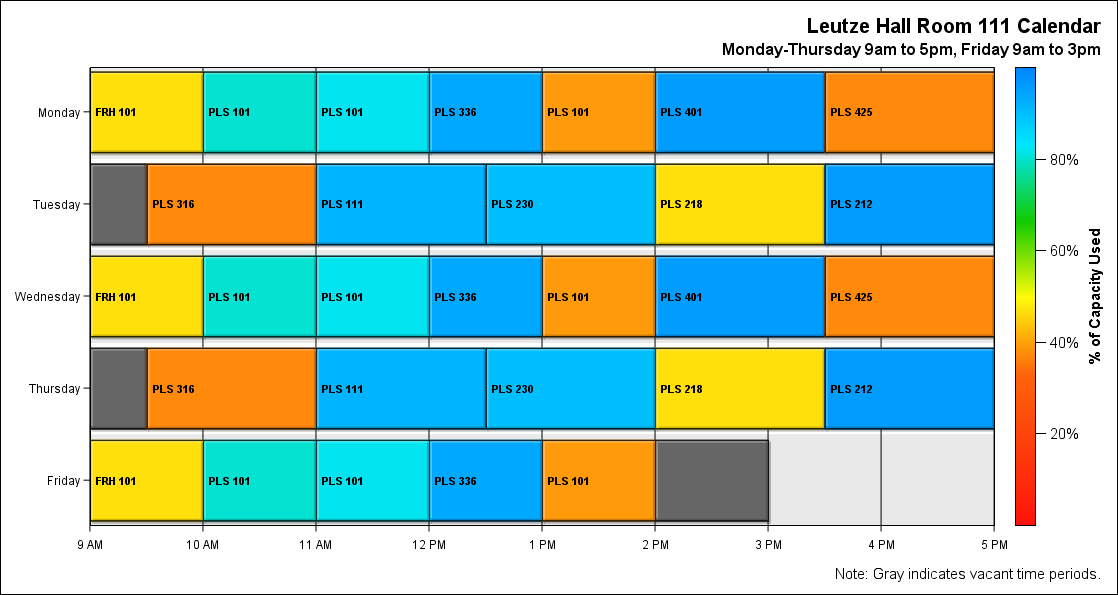 Leutze Hall Room 111 Calendar
Monday-Thursday 9am to 5pm, Friday 9am to 3pm
Monday FRH 101 PLS 101 PLS 101 PLS 336 PLS 101 PLS 401 PLS 425
Tuesday PLS 316 PLS 111 PLS 230 PLS 218 PLS 212
Wednesday FRH 101 PLS 101 PLS 101 PLS 336 PLS 101 PLS 401 PLS 425
Thursday PLS 316 PLS 111 PLS 230 PLS 218 PLS 212
Friday FRH 101 PLS 101 PLS 101 PLS 336 PLS 101
9 AM 10 AM 11 AM 12 PM 1 PM 2 PM 3 PM 4 PM 5 PM
80%
60%
40%
20%
% of Capacity Used
Note: Gray indicates vacant time periods.